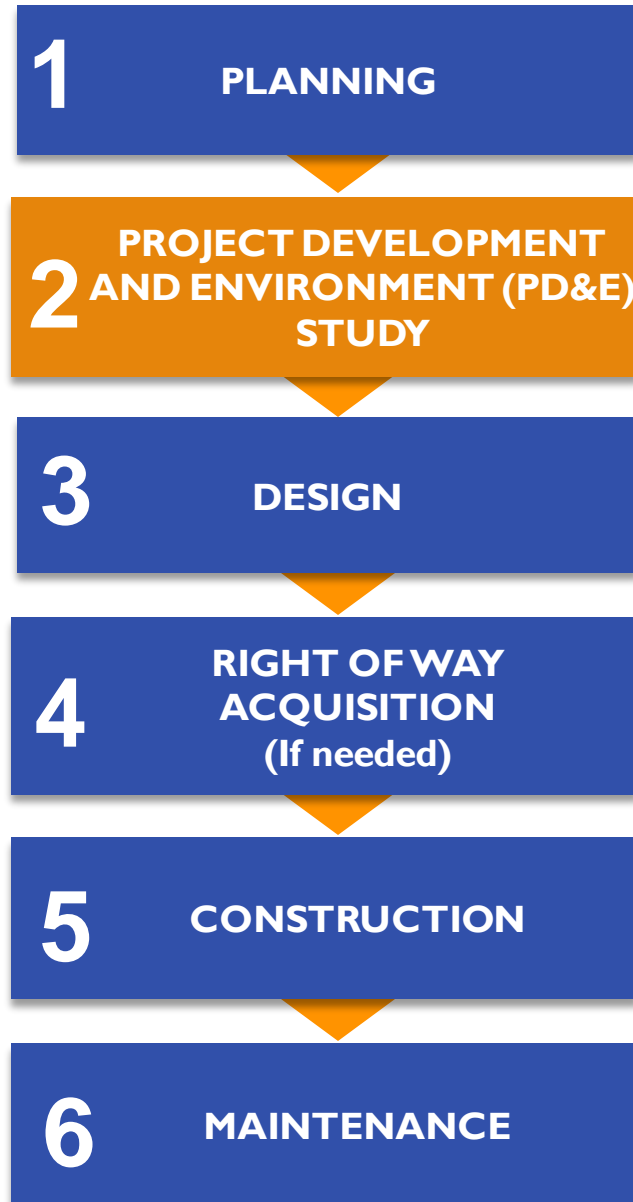 1
PLANNING
2
PROJECT DEVELOPMENT
AND ENVIRONMENT (PD&E)
STUDY
3
DESIGN
4
RIGHT OF WAY
ACQUISITION
(If needed)
5
CONSTRUCTION
6
MAINTENANCE